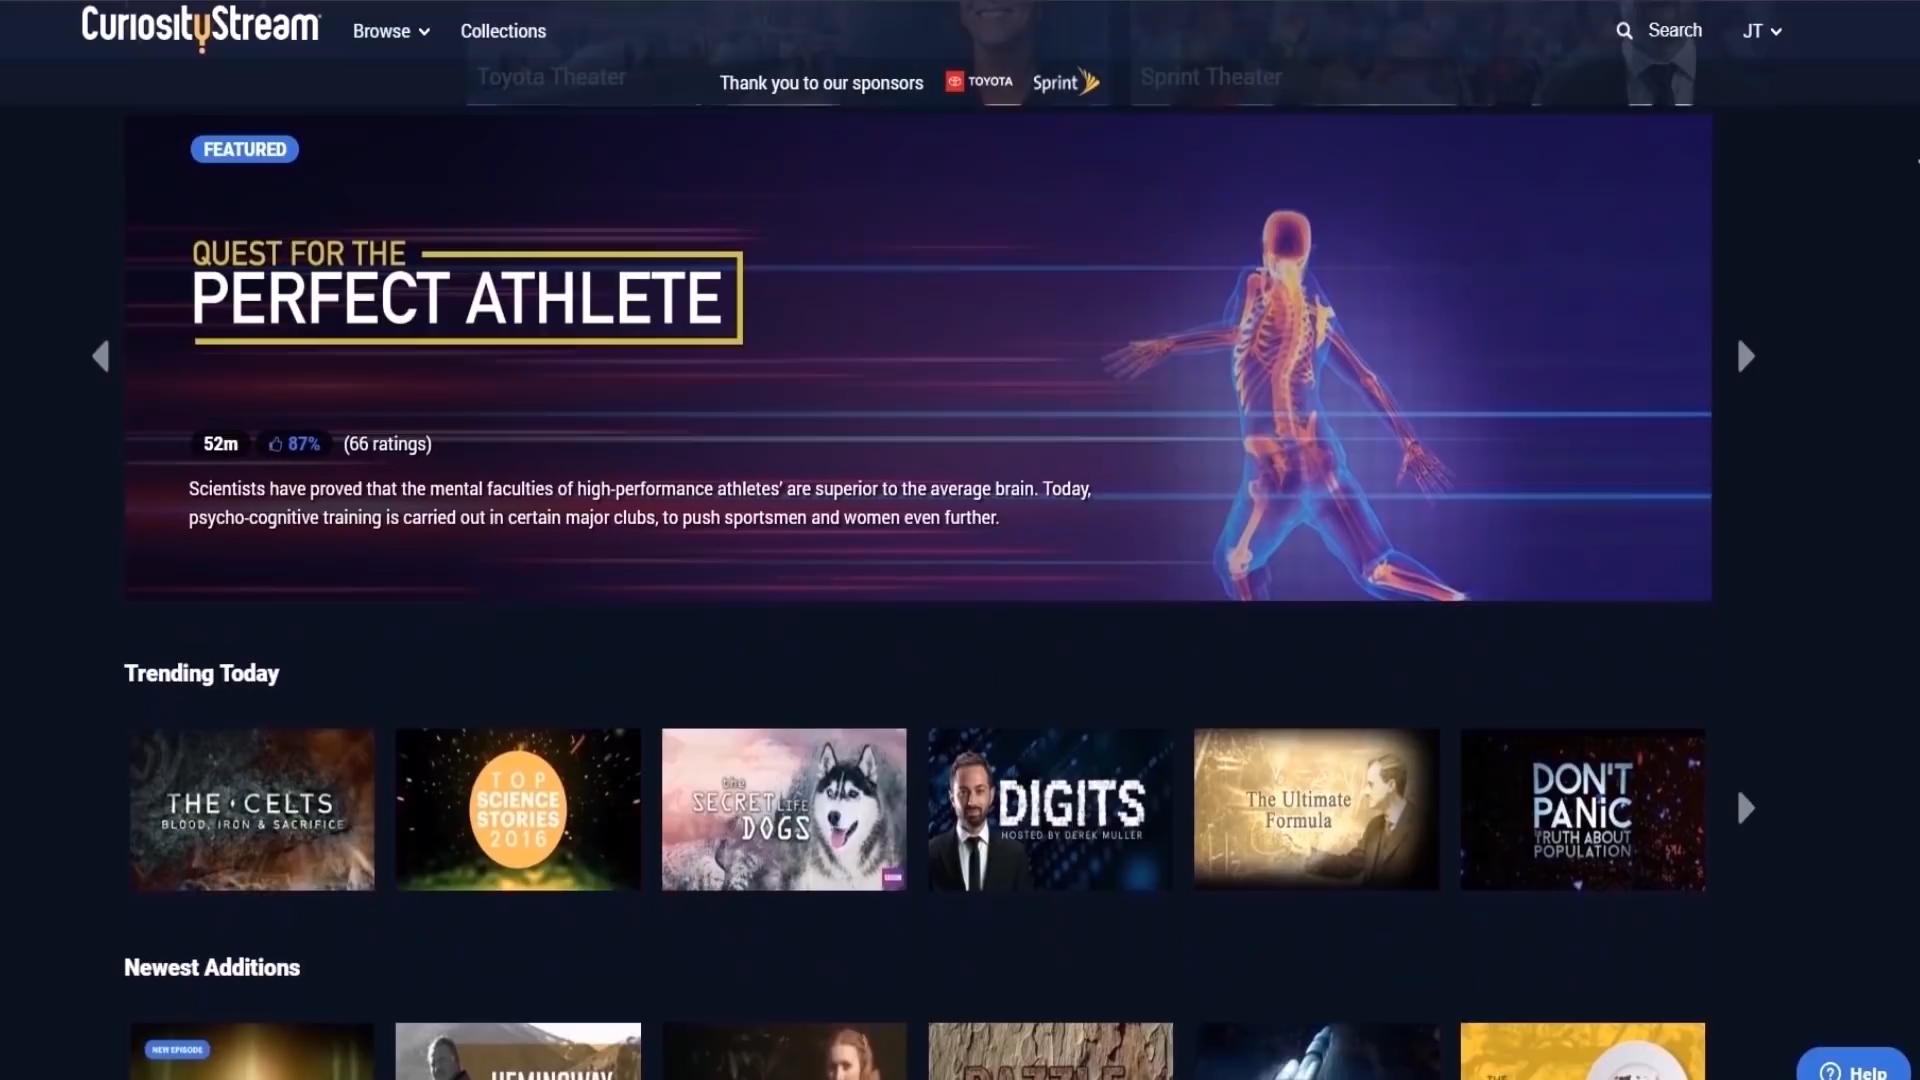 CuriosityStream
Browse
Collections
Search
JT
Toyota Theater
Thank you to our sponsors
TOYOTA
Sprint
Sprint Theater
FEATURED
QUEST FOR THE
PERFECT ATHLETE
52m
87%
(66 ratings)
Scientists have proved that the mental faculties of high-performance athletes’ are superior to the average brain. Today,
psycho-cognitive training is carried out in certain major clubs, to push sportsmen and women even further.
Trending Today
THE · CELTS
BLOOD, IRON & SACRIFICE
TOP
SCIENCE
STORIES
2016
the
SECRET LIFE
DOGS
DIGITS
HOSTED BY DEREK MULLER
The Ultimate
Formula
DON'T
PANiC
TRUTH ABOUT
POPULATION
Newest Additions
NEW EPISODE
HEMINGWAY
THE
Help